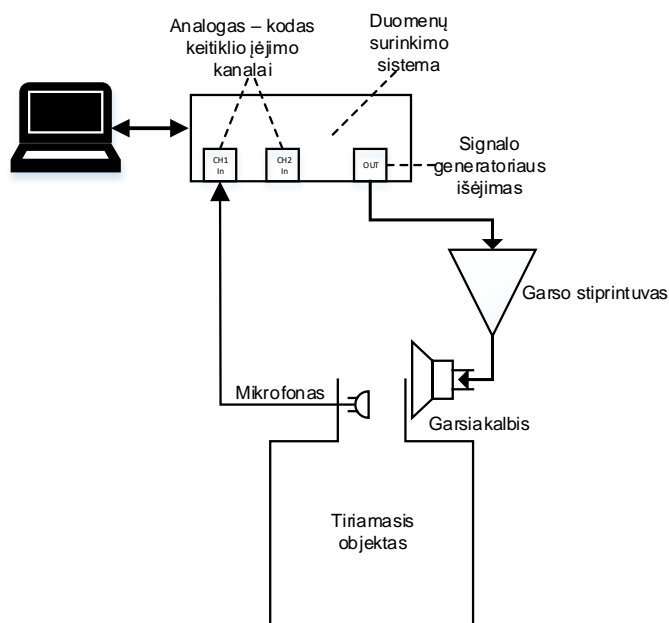 Analogas – kodas
keitiklio įėjimo
kanalai
Duomenų
surinkimo
sistema
CH1
In
CH2
In
OUT
Signalo
generatoriaus
išėjimas
Garso stiprintuvas
Mikrofonas
Garsiakalbis
Tiriamasis
objektas